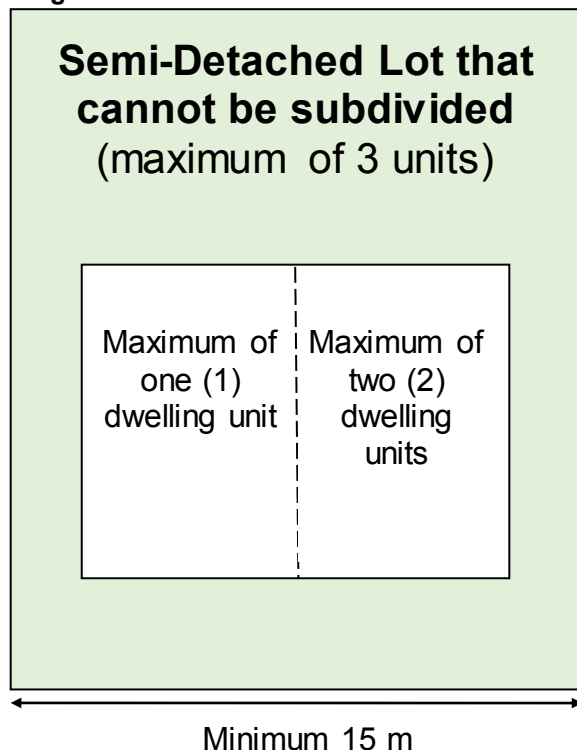 Semi-Detached Lot that
cannot be subdivided
(maximum of 3 units)
Maximum of
one (1)
dwelling unit
Maximum of
two (2)
dwelling
units
Minimum 15 m